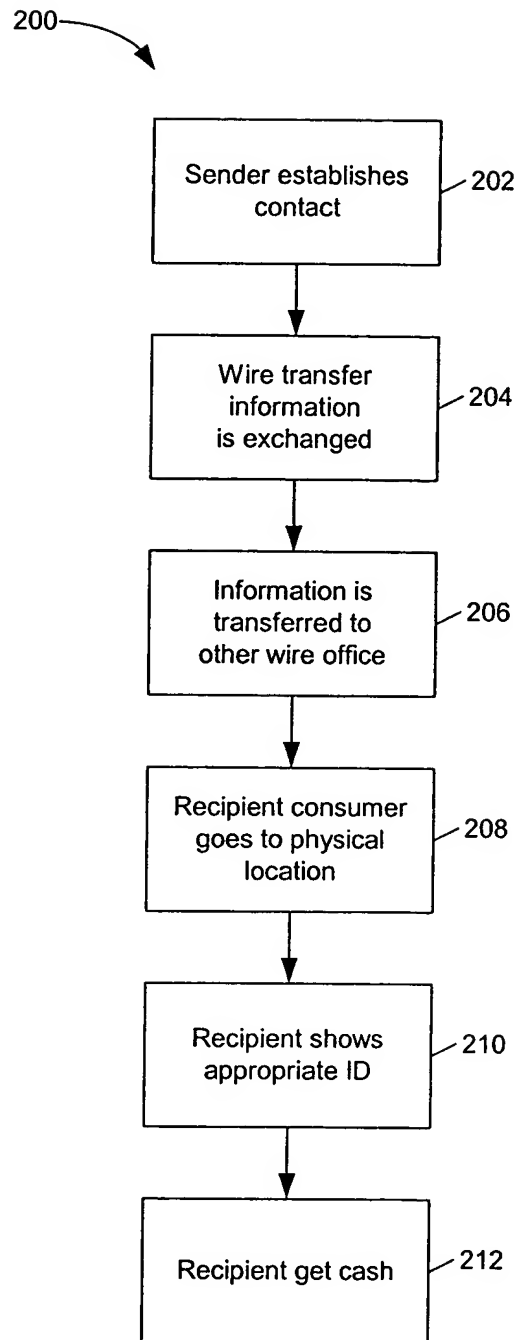 200
Sender establishes
contact
202
Wire transfer
information
is exchanged
204
Information is
transferred to
other wire office
206
Recipient consumer
goes to physical
location
208
Recipient shows
appropriate ID
210
Recipient get cash
212